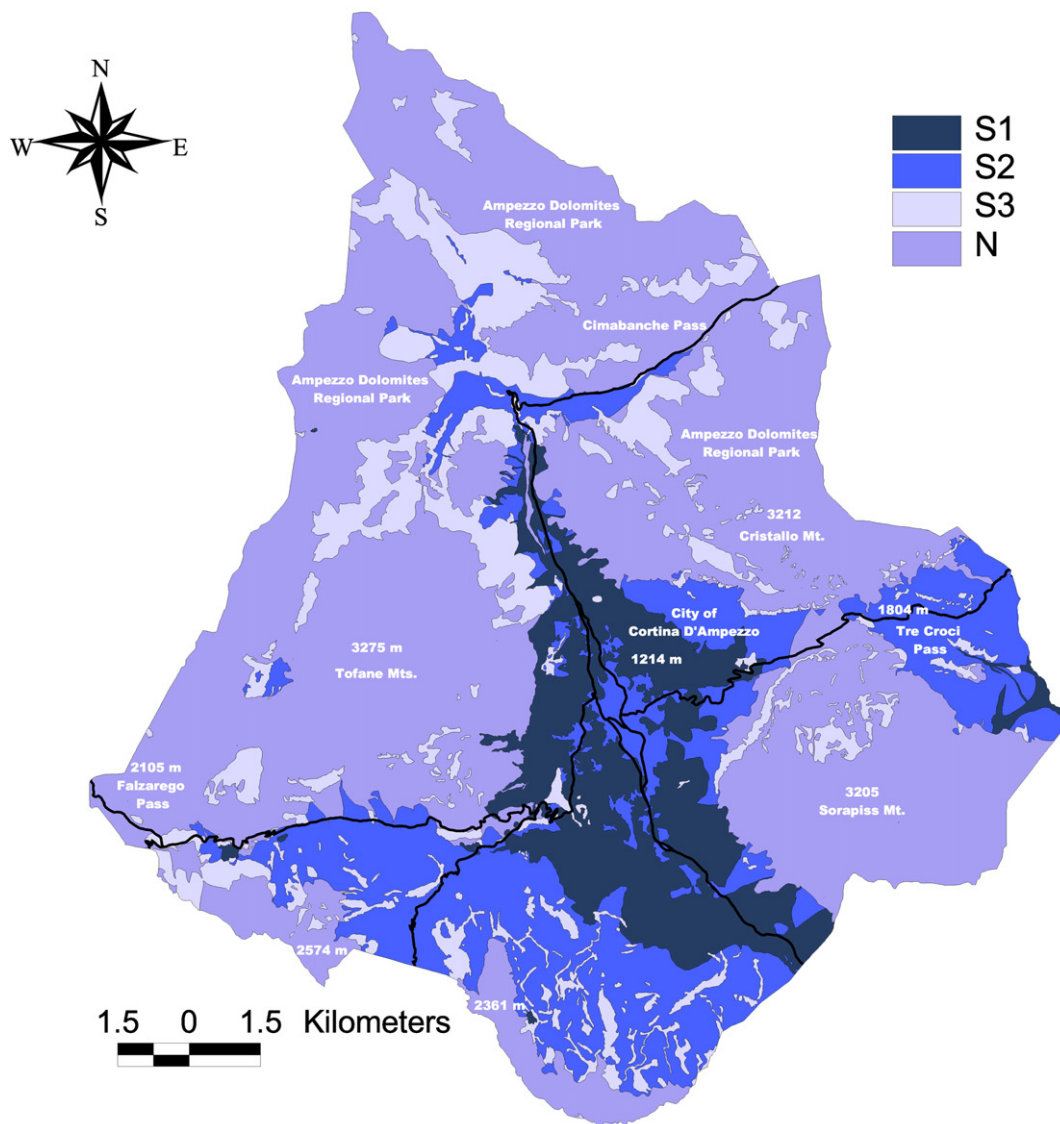 N
W
E
S
S1
S2
S3
N
Ampezzo Dolomites
Regional Park
Cimabanche Pass
Ampezzo Dolomites
Regional Park
Ampezzo Dolomites
Regional Park
3212
Cristallo Mt.
City of
Cortina D'Ampezzo
1214 m
1804 m
Tre Croci
Pass
3275 m
Tofane Mts.
2105 m
Falzarego
Pass
3205
Sorapiss Mt.
2574 m
2361 m
1.5 0 1.5 Kilometers